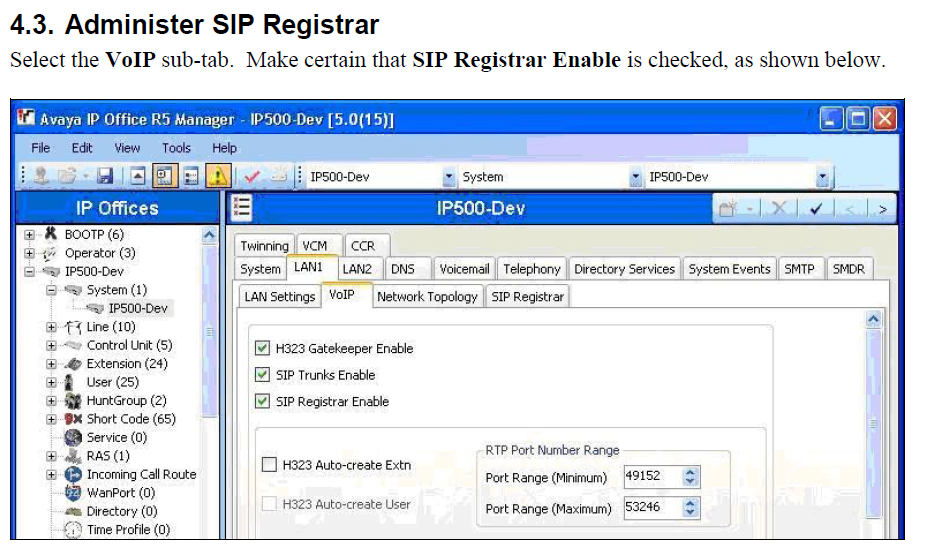 4.3. Administer SIP Registrar
Select the VoIP sub-tab. Make certain that SIP Registrar Enable is checked, as shown below.
Avaya IP Office R5 Manager - IP500-Dev [5.0(15)]
File Edit View Tools Help
IP500-Dev System IP500-Dev
IP Offices
BOOTP (6)
Operator (3)
IP500-Dev
System (1)
IP500-Dev
Line (10)
Control Unit (5)
Extension (24)
User (25)
HuntGroup (2)
Short Code (65)
Service (0)
RAS (1)
Incoming Call Route
WanPort (0)
Directory (0)
Time Profile (0)
IP500-Dev
Twinning VCM CCR
System LAN1 LAN2 DNS Voicemail Telephony Directory Services System Events SMTP SMDR
LAN Settings VoIP Network Topology SIP Registrar
H323 Gatekeeper Enable
SIP Trunks Enable
SIP Registrar Enable
H323 Auto-create Extn
H323 Auto-create User
RTP Port Number Range
Port Range (Minimum) 49152
Port Range (Maximum) 53246